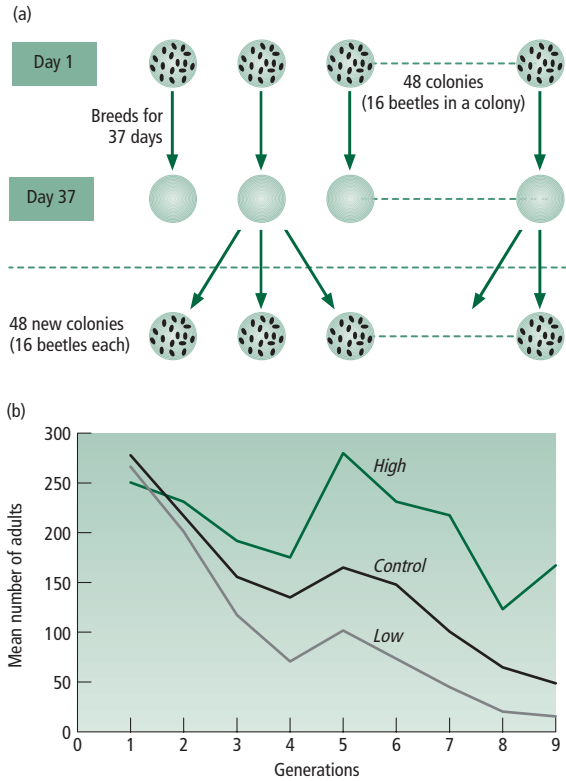 (a)
Day 1
Breeds for
37 days
48 colonies
(16 beetles in a colony)
Day 37
48 new colonies
(16 beetles each)
(b)
Mean number of adults
300
250
200
150
100
50
0
High
Control
Low
0 1 2 3 4 5 6 7 8 9
Generations